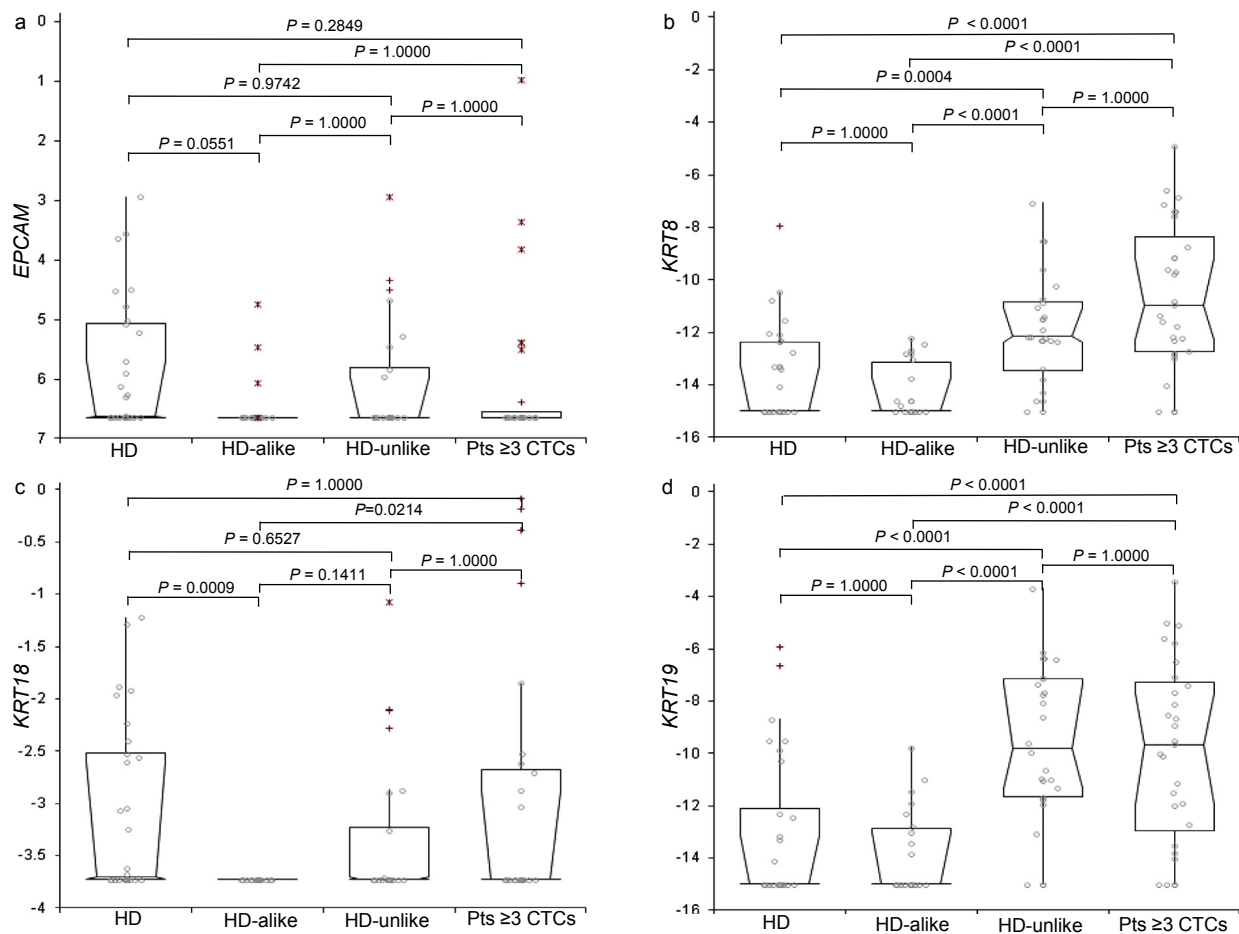 a
0
1
2
3
4
5
6
7
EPCAM
P = 0.2849
P = 1.0000
P = 0.9742
P = 1.0000
P = 1.0000
P = 0.0551
HD
HD-alike
HD-unlike
Pts ≥3 CTCs
b
0
-2
-4
-6
-8
-10
-12
-14
-16
KRT8
P < 0.0001
P < 0.0001
P = 0.0004
P = 1.0000
P < 0.0001
P = 1.0000
HD
HD-alike
HD-unlike
Pts ≥3 CTCs
c
0
-0.5
-1
-1.5
-2
-2.5
-3
-3.5
-4
KRT18
P = 1.0000
P=0.0214
P = 0.6527
P = 1.0000
P = 0.1411
P = 0.0009
HD
HD-alike
HD-unlike
Pts ≥3 CTCs
d
0
-2
-4
-6
-8
-10
-12
-14
-16
KRT19
P < 0.0001
P < 0.0001
P < 0.0001
P = 1.0000
P < 0.0001
P = 1.0000
HD
HD-alike
HD-unlike
Pts ≥3 CTCs